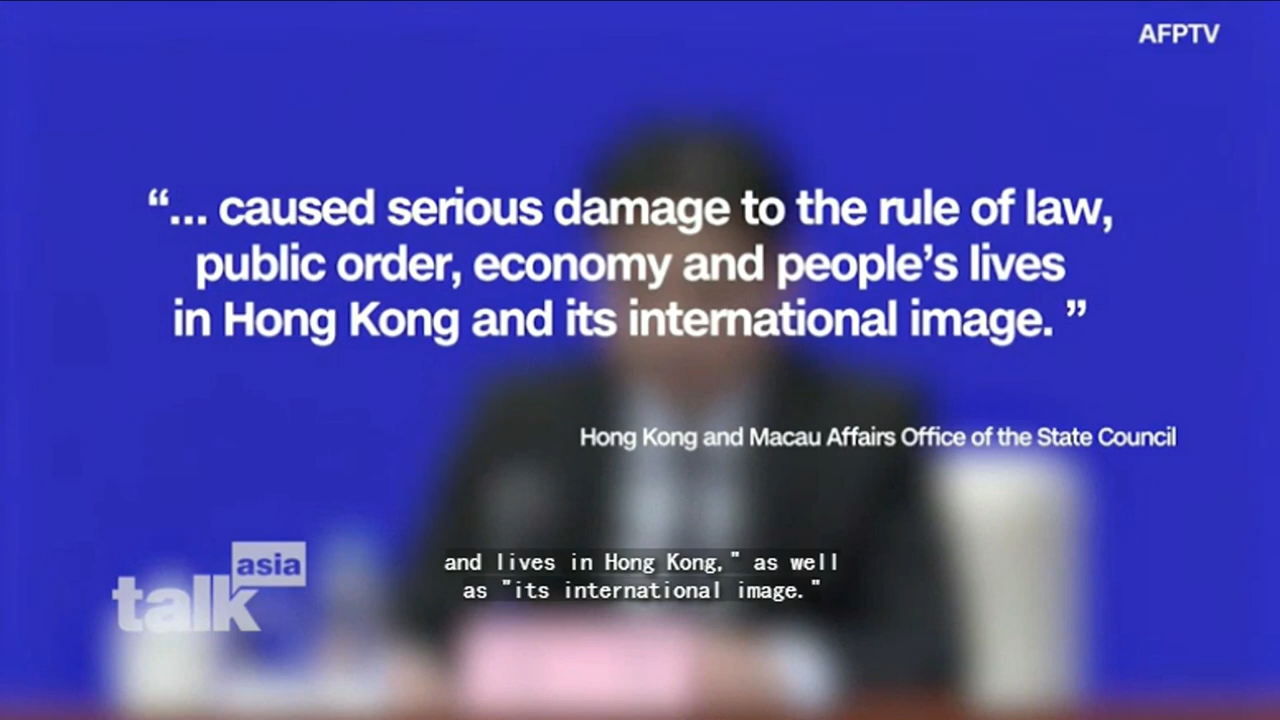 AFPTV
“... caused serious damage to the rule of law,
public order, economy and people’s lives
in Hong Kong and its international image. ”
Hong Kong and Macau Affairs Office of the State Council
talk asia
and lives in Hong Kong," as well
as "its international image."